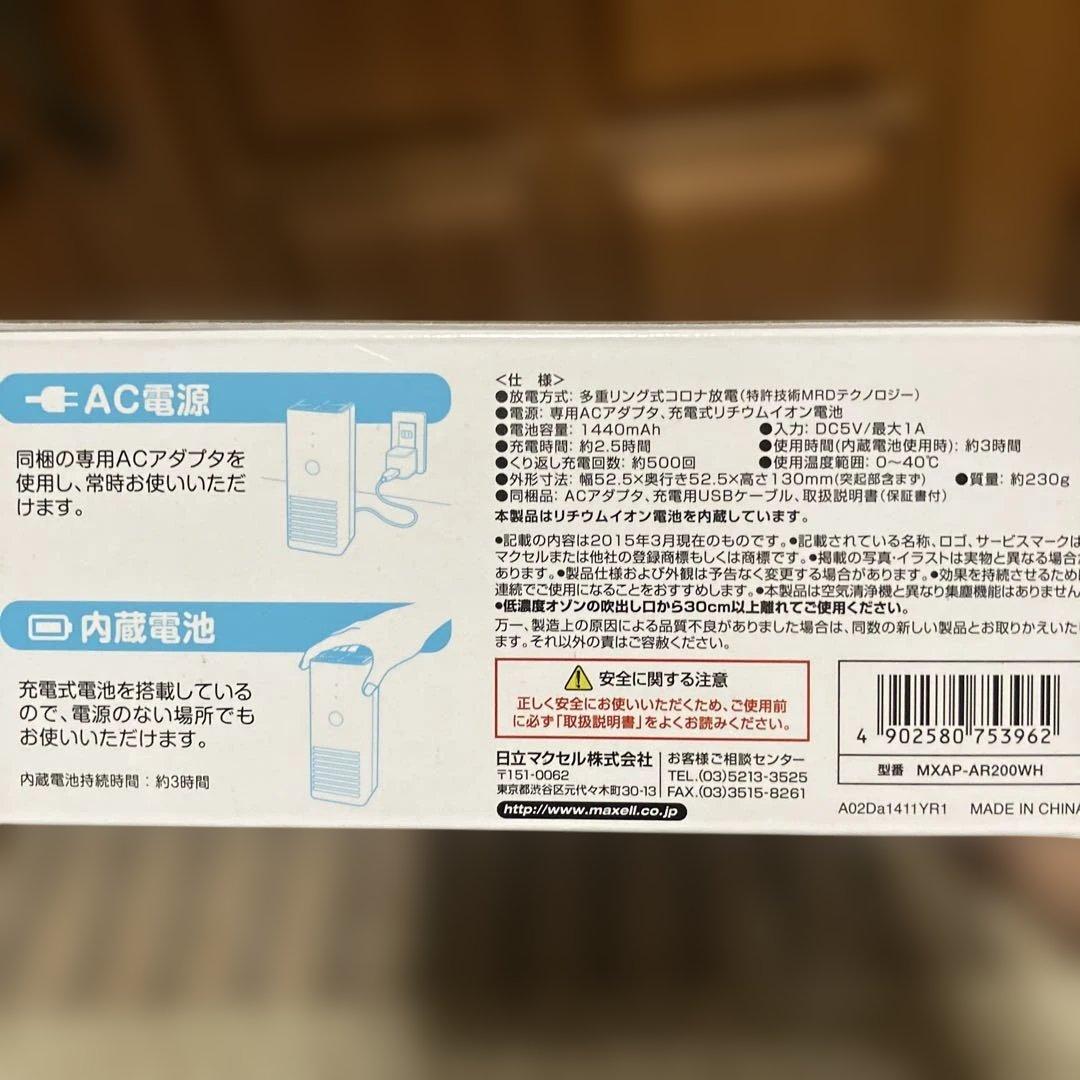 AC電源
同梱の専用ACアダプタを
使用し、常時お使いいただ
けます。
内蔵電池
充電式電池を搭載している
ので、電源のない場所でも
お使いいただけます。
内蔵電池持続時間：約3時間
＜仕　様＞
●放電方式: 多重リング式コロナ放電(特許技術MRDテクノロジー)
●電源: 専用ACアダプタ、充電式リチウムイオン電池
●電池容量: 1440mAh ●入力: DC5V/最大1A
●充電時間: 約2.5時間 ●使用時間(内蔵電池使用時): 約3時間
●くり返し充電回数: 約500回 ●使用温度範囲: 0〜40℃
●外形寸法: 幅52.5×奥行き52.5×高さ130mm(突起部含まず) ●質量: 約230g
●同梱品: ACアダプタ、充電用USBケーブル、取扱説明書(保証書付)
本製品はリチウムイオン電池を内蔵しています。
●記載の内容は2015年3月現在のものです。●記載されている名称、ロゴ、サービスマークは
マクセルまたは他社の登録商標もしくは商標です。●掲載の写真・イラストは実物と異なる場合が
あります。●製品仕様および外観は予告なく変更する場合があります。●効果を持続させるため
連続でご使用になることをおすすめします。●本製品は空気清浄機と異なり集塵機能はありません
●低濃度オゾンの吹出し口から30cm以上離れてご使用ください。
万一、製造上の原因による品質不良がありました場合は、同数の新しい製品とお取りかえいたし
ます。それ以外の責はご容赦ください。
安全に関する注意
正しく安全にお使いいただくため、ご使用前
に必ず「取扱説明書」をよくお読みください。
日立マクセル株式会社
〒151-0062
東京都渋谷区元代々木町30-13
http://www.maxell.co.jp
お客様ご相談センター
TEL.(03)5213-3525
FAX.(03)3515-8261
4 902580 753962
型番 MXAP-AR200WH
A02Da1411YR1 MADE IN CHINA